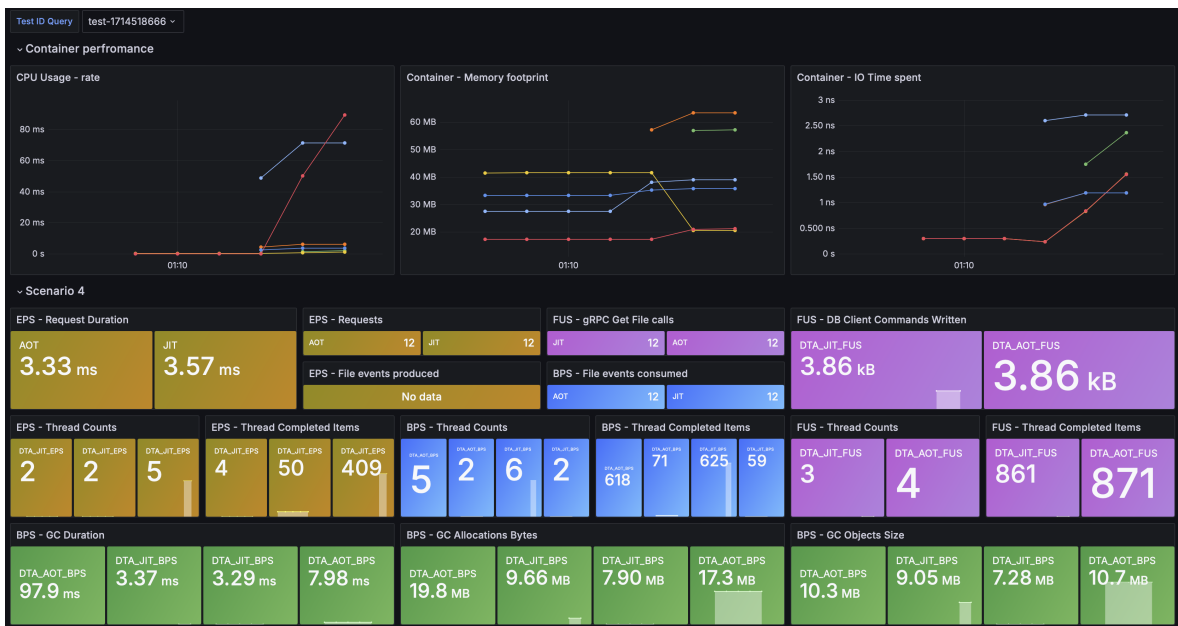 Test ID Query test-1714518666
Container perfromance
CPU Usage - rate
80 ms
60 ms
40 ms
20 ms
0 s
01:10
Container - Memory footprint
60 MB
50 MB
40 MB
30 MB
20 MB
01:10
Container - IO Time spent
3 ns
2.50 ns
2 ns
1.50 ns
1 ns
0.500 ns
0 s
01:10
Scenario 4
EPS - Request Duration
AOT
3.33 ms
JIT
3.57 ms
EPS - Requests
AOT 12
JIT 12
EPS - File events produced
No data
FUS - gRPC Get File calls
JIT 12
AOT 12
BPS - File events consumed
AOT 12
JIT 12
FUS - DB Client Commands Written
DTA_JIT_FUS
3.86 kB
DTA_AOT_FUS
3.86 kB
EPS - Thread Counts
DTA_JIT_EPS
2
DTA_JIT_EPS
2
DTA_JIT_EPS
5
EPS - Thread Completed Items
DTA_JIT_EPS
4
DTA_JIT_EPS
50
DTA_JIT_EPS
409
BPS - Thread Counts
DTA_AOT_BPS
5
DTA_AOT_BPS
2
DTA_JIT_BPS
6
DTA_JIT_BPS
2
BPS - Thread Completed Items
DTA_AOT_BPS
618
DTA_AOT_BPS
71
DTA_JIT_BPS
625
DTA_JIT_BPS
59
FUS - Thread Counts
DTA_JIT_FUS
3
DTA_AOT_FUS
4
FUS - Thread Completed Items
DTA_JIT_FUS
861
DTA_AOT_FUS
871
BPS - GC Duration
DTA_AOT_BPS
97.9 ms
DTA_JIT_BPS
3.37 ms
DTA_JIT_BPS
3.29 ms
DTA_AOT_BPS
7.98 ms
BPS - GC Allocations Bytes
DTA_AOT_BPS
19.8 MB
DTA_JIT_BPS
9.66 MB
DTA_JIT_BPS
7.90 MB
DTA_AOT_BPS
17.3 MB
BPS - GC Objects Size
DTA_AOT_BPS
10.3 MB
DTA_JIT_BPS
9.05 MB
DTA_JIT_BPS
7.28 MB
DTA_AOT_BPS
10.7 MB